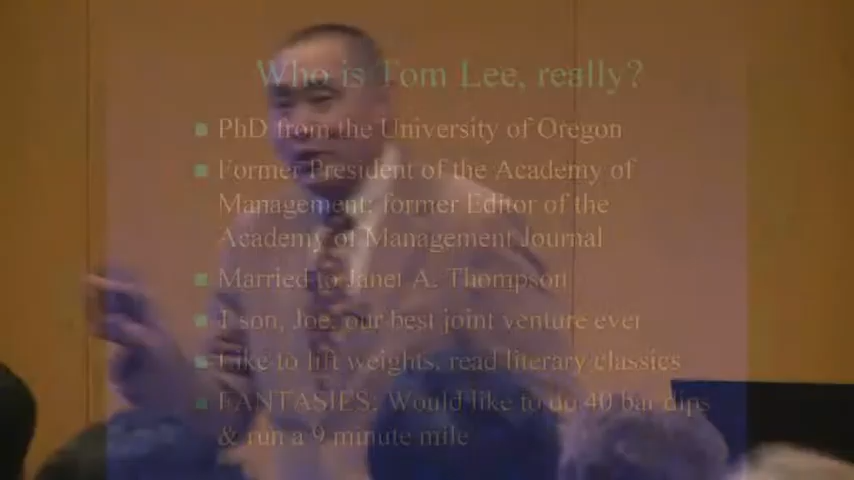 Who is Tom Lee, really?
PhD from the University of Oregon
Former President of the Academy of
Management; former Editor of the
Academy of Management Journal
Married to Janet A. Thompson
1 son, Joe, our best joint venture ever
Like to lift weights, read literary classics
FANTASIES: Would like to do 40 bar dips
& run a 9 minute mile